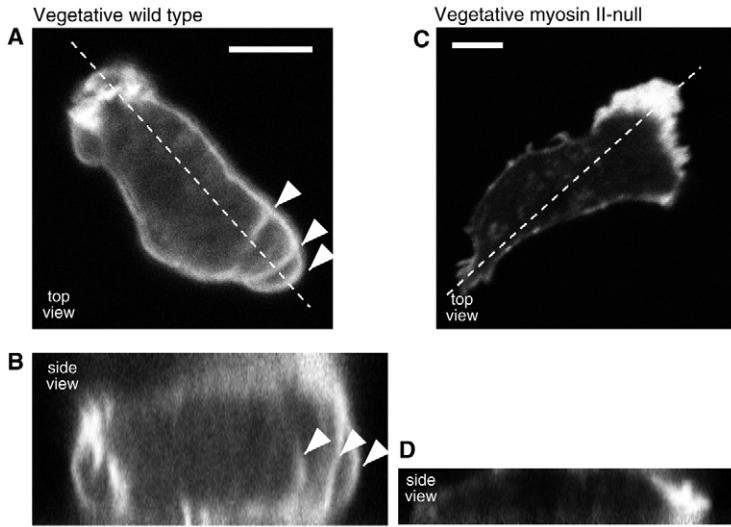 Vegetative wild type
A
top
view
B
side
view
Vegetative myosin II-null
C
top
view
D
side
view